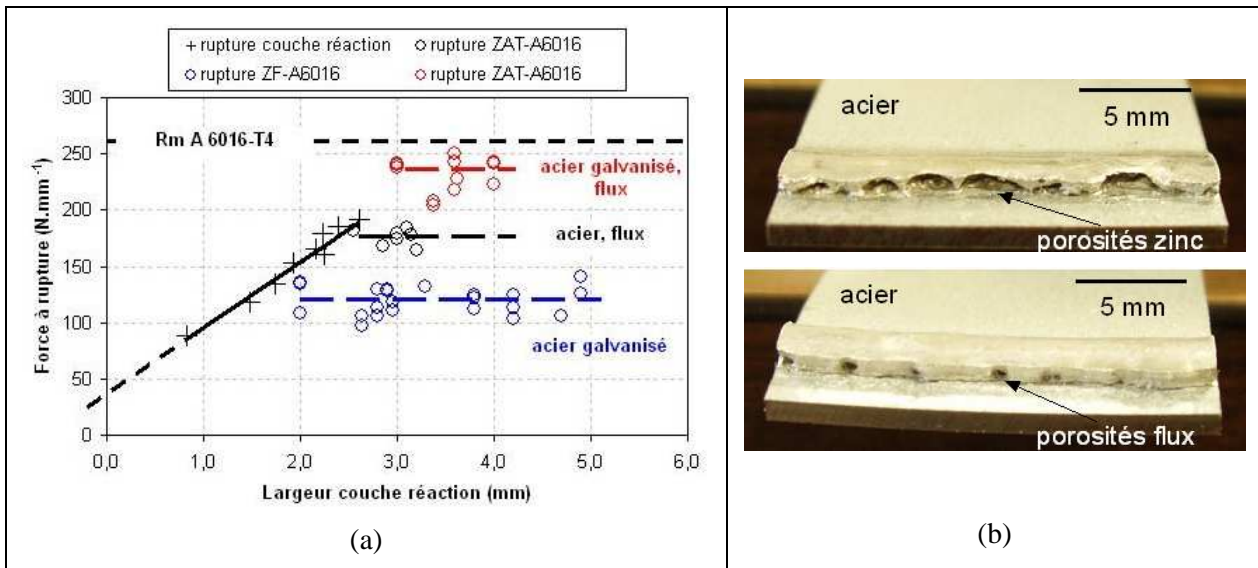 + rupture couche réaction ○ rupture ZAT-A6016
○ rupture ZF-A6016 ○ rupture ZAT-A6016
Force à rupture (N.mm⁻¹)
300
250
200
150
100
50
0
Rm A 6016-T4
acier galvanisé,
flux
acier, flux
acier galvanisé
0,0 1,0 2,0 3,0 4,0 5,0 6,0
Largeur couche réaction (mm)
(a)
acier
5 mm
porosités zinc
acier
5 mm
porosités flux
(b)